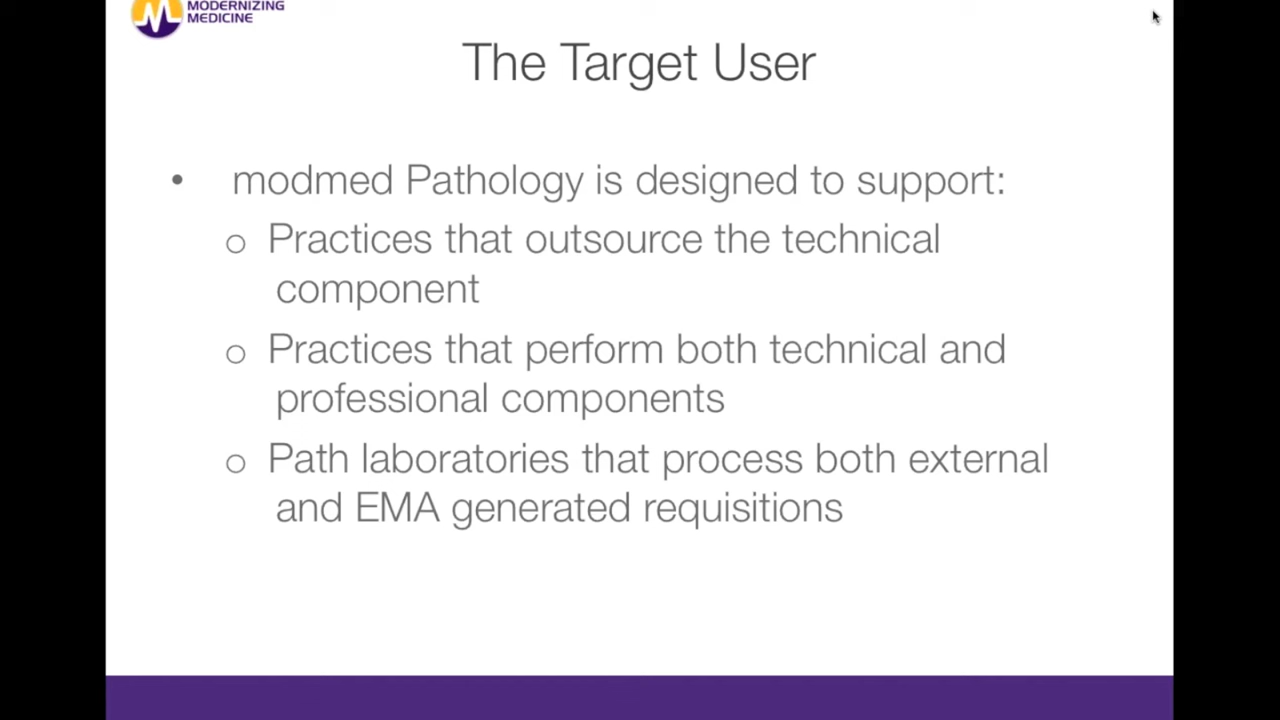 MODERNIZING
MEDICINE
The Target User
• modmed Pathology is designed to support:
o Practices that outsource the technical
component
o Practices that perform both technical and
professional components
o Path laboratories that process both external
and EMA generated requisitions